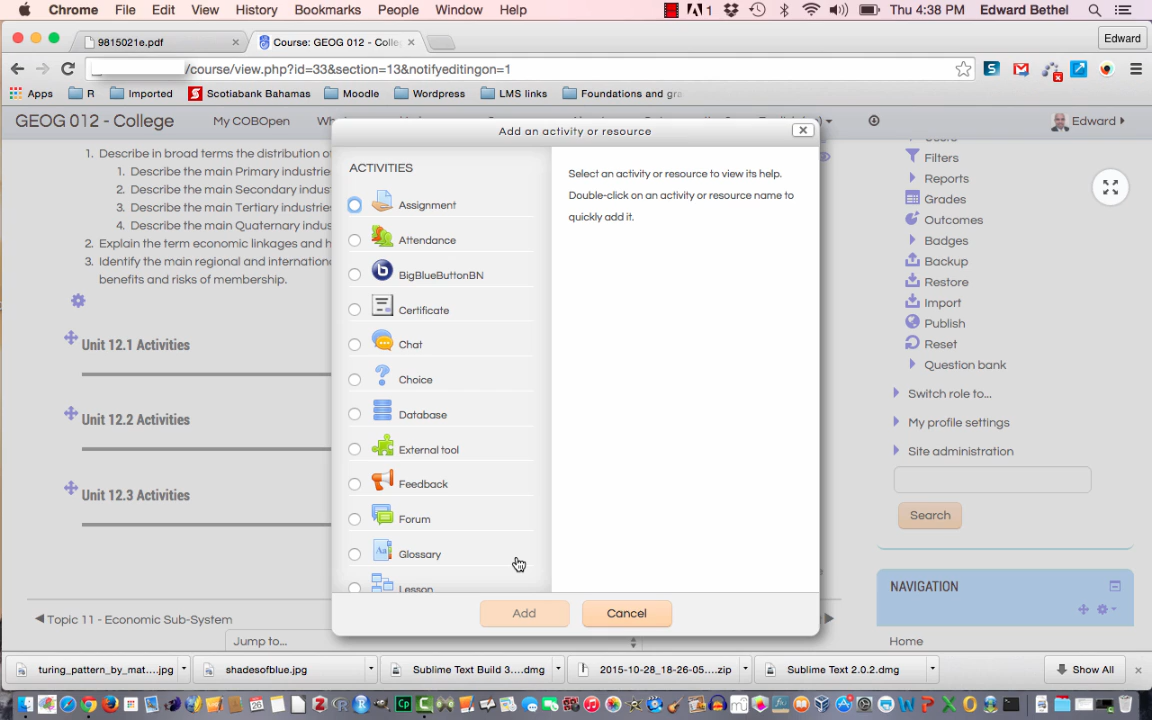 Chrome File Edit View History Bookmarks People Window Help 1 Thu 4:38 PM Edward Bethel
9815021e.pdf Course: GEOG 012 - Colle Edward
/course/view.php?id=33&section=13&notifyeditingon=1
Apps R Imported Scotiabank Bahamas Moodle Wordpress LMS links Foundations and gra
GEOG 012 - College My COBOpen Edward
Add an activity or resource
1. Describe in broad terms the distribution of
1. Describe the main Primary industries
2. Describe the main Secondary indus
3. Describe the main Tertiary industries
4. Describe the main Quaternary indus
2. Explain the term economic linkages and h
3. Identify the main regional and internation
benefits and risks of membership.
Unit 12.1 Activities
Unit 12.2 Activities
Unit 12.3 Activities
Topic 11 - Economic Sub-System
Jump to...
ACTIVITIES
Assignment
Attendance
BigBlueButtonBN
Certificate
Chat
Choice
Database
External tool
Feedback
Forum
Glossary
Lesson
Select an activity or resource to view its help.
Double-click on an activity or resource name to
quickly add it.
Add Cancel
Filters
Reports
Grades
Outcomes
Badges
Backup
Restore
Import
Publish
Reset
Question bank
Switch role to...
My profile settings
Site administration
Search
NAVIGATION
Home
turing_pattern_by_mat....jpg shadesofblue.jpg Sublime Text Build 3....dmg 2015-10-28_18-26-05....zip Sublime Text 2.0.2.dmg Show All